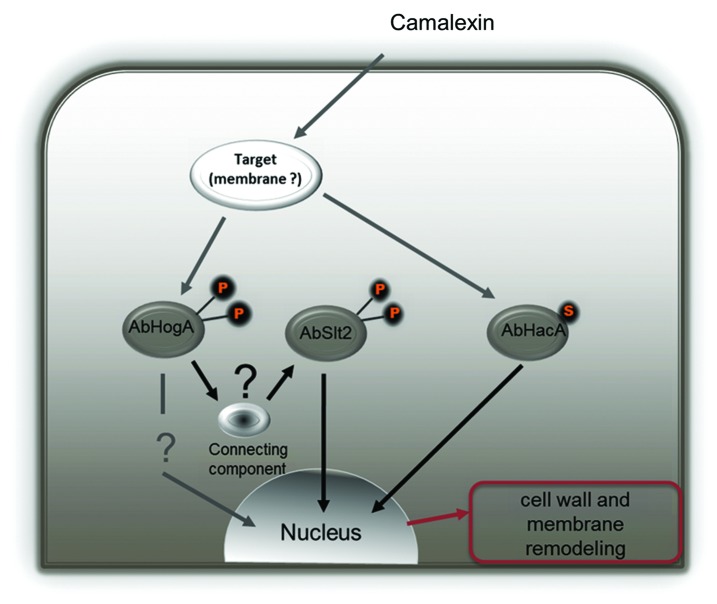 Camalexin
Target
(membrane ?)
P
P
AbHogA
P
P
AbSlt2
S
AbHacA
?
Connecting
component
?
Nucleus
cell wall and
membrane
remodeling